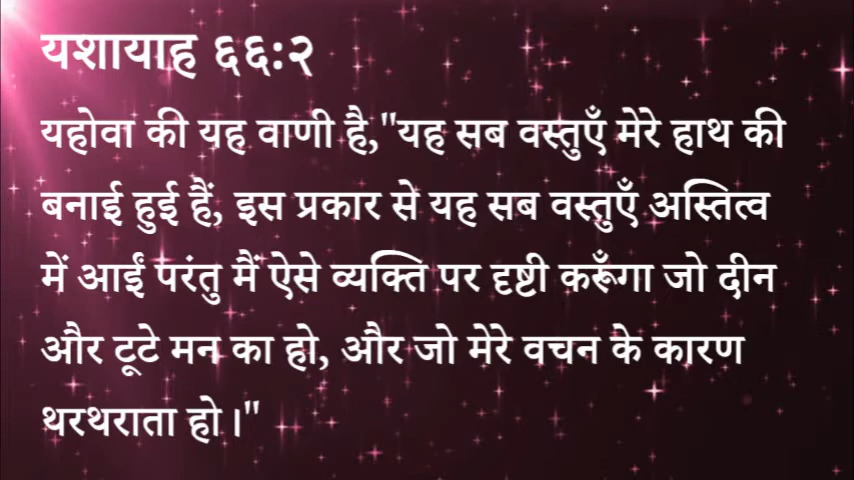 यशायाह ६६:२
यहोवा की यह वाणी है,"यह सब वस्तुएँ मेरे हाथ की
बनाई हुई हैं, इस प्रकार से यह सब वस्तुएँ अस्तित्व
में आईं परंतु मैं ऐसे व्यक्ति पर दृष्टी करूँगा जो दीन
और टूटे मन का हो, और जो मेरे वचन के कारण
थरथराता हो।"